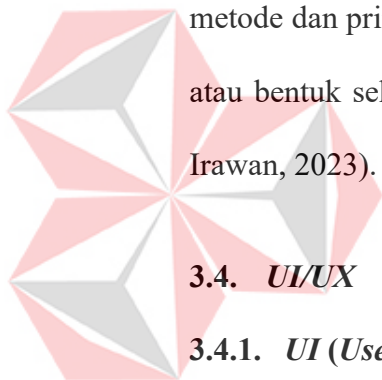 metode dan pri
atau bentuk sel
Irawan, 2023).
3.4. UI/UX
3.4.1. UI (Use